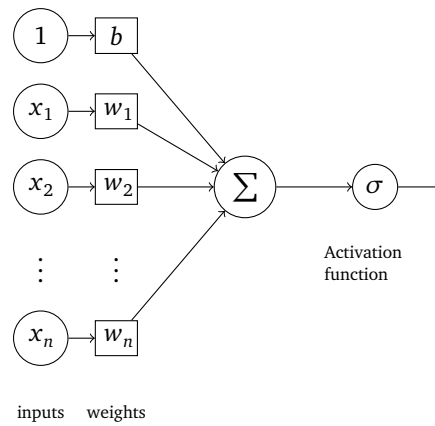 1 b
x₁ w₁
x₂ w₂ Σ σ
⋮ ⋮
Activation
function
xₙ wₙ
inputs weights